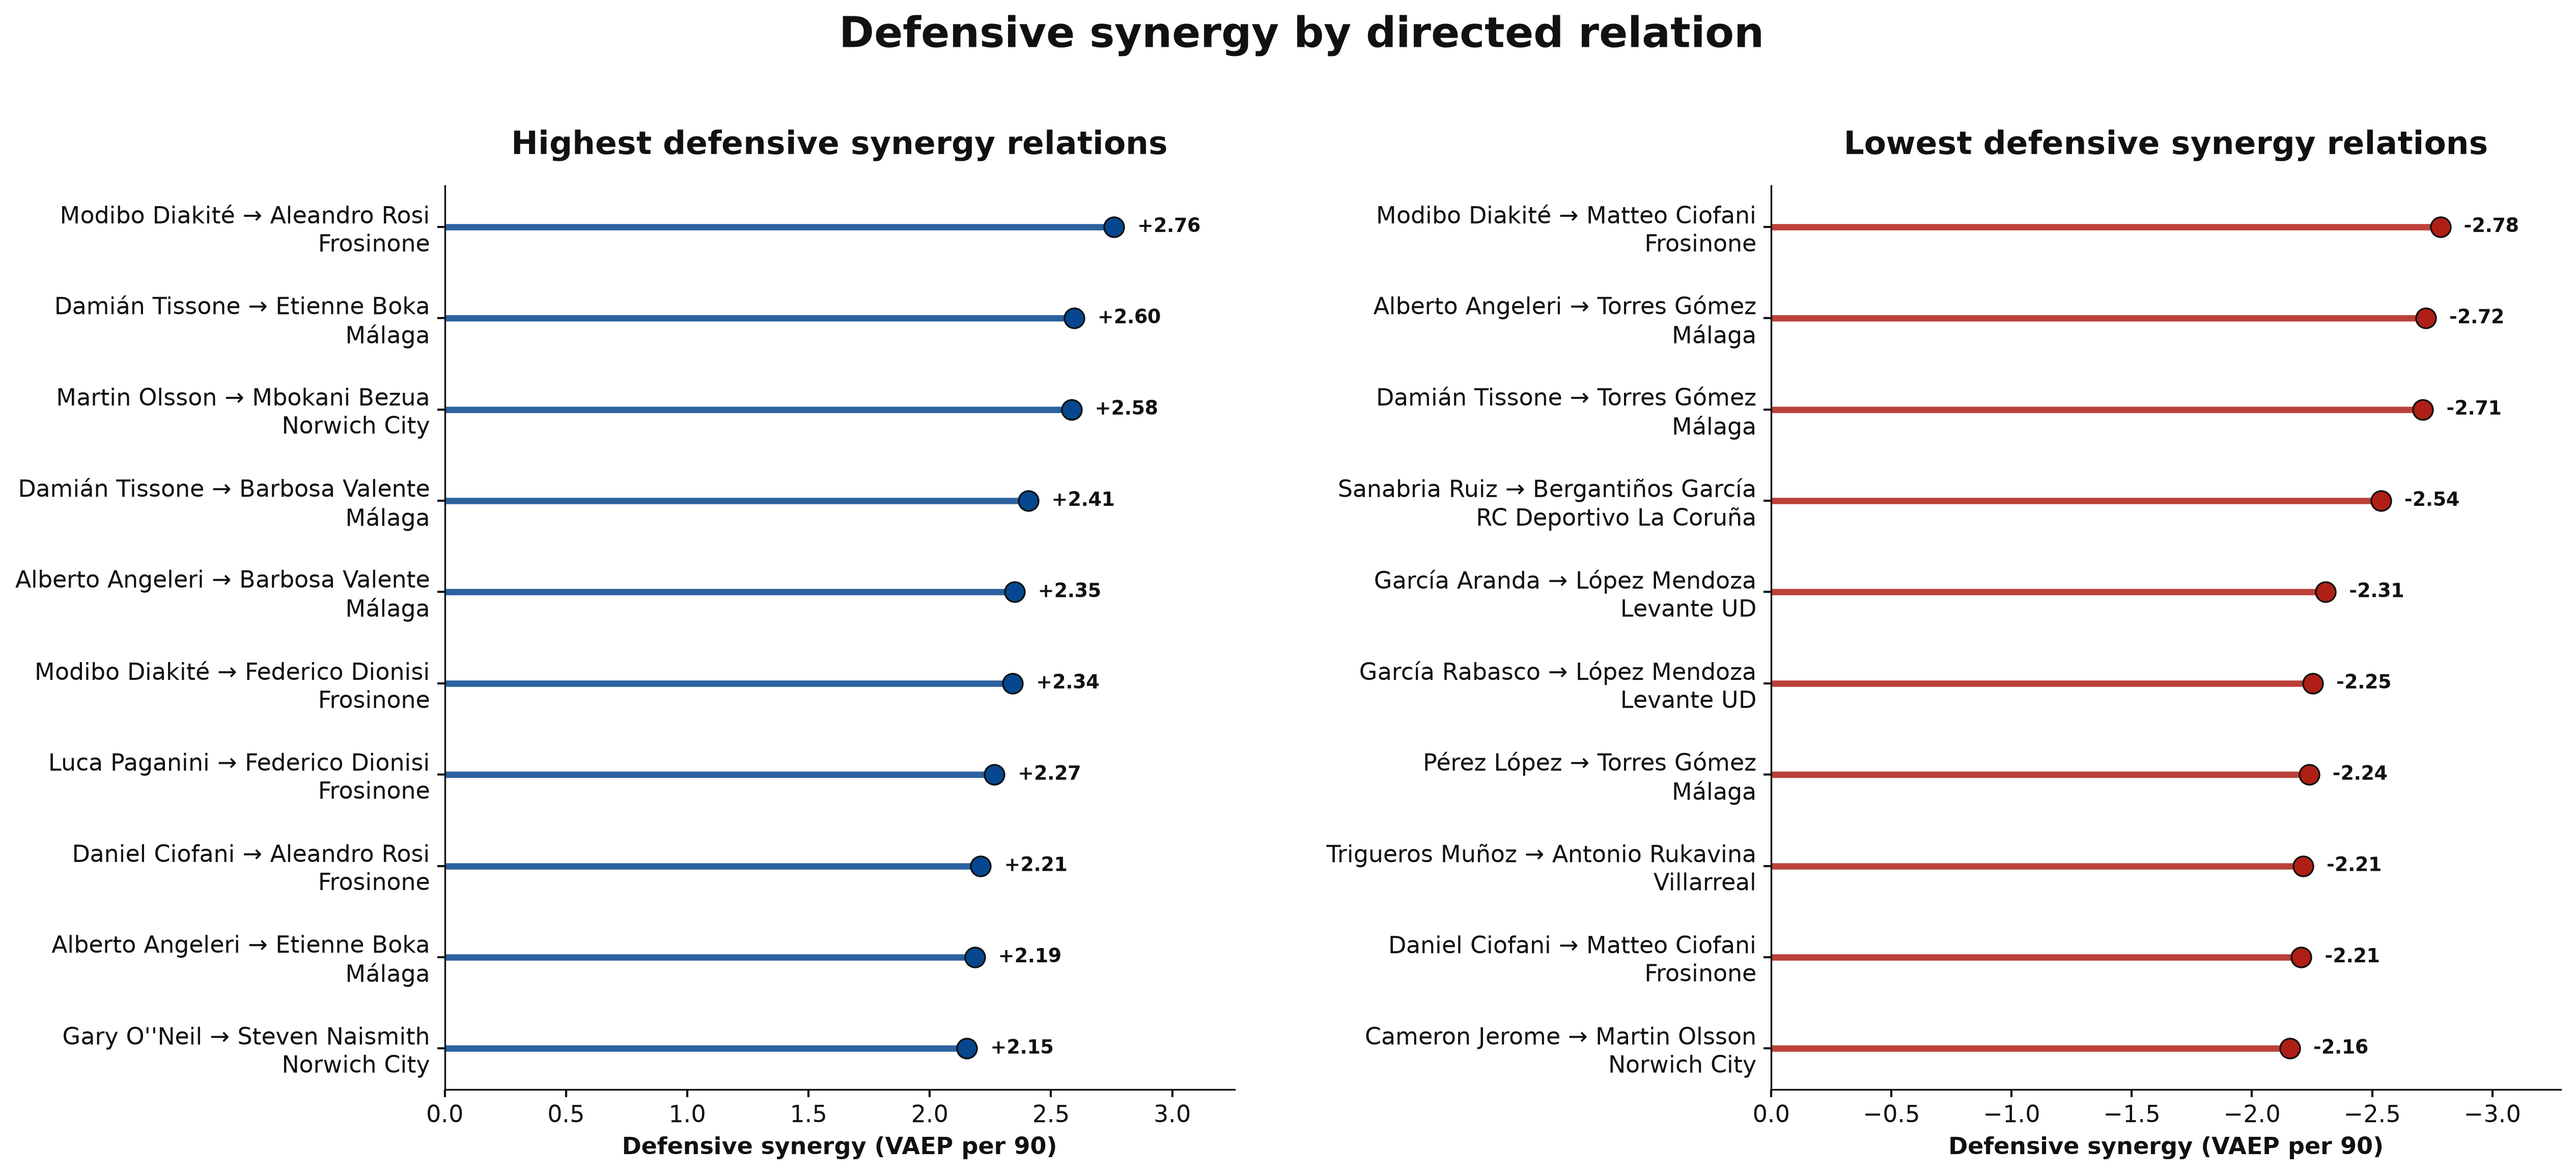 Defensive synergy by directed relation
Highest defensive synergy relations
Modibo Diakité → Aleandro Rosi
Frosinone
+2.76
Damián Tissone → Etienne Boka
Málaga
+2.60
Martin Olsson → Mbokani Bezua
Norwich City
+2.58
Damián Tissone → Barbosa Valente
Málaga
+2.41
Alberto Angeleri → Barbosa Valente
Málaga
+2.35
Modibo Diakité → Federico Dionisi
Frosinone
+2.34
Luca Paganini → Federico Dionisi
Frosinone
+2.27
Daniel Ciofani → Aleandro Rosi
Frosinone
+2.21
Alberto Angeleri → Etienne Boka
Málaga
+2.19
Gary O''Neil → Steven Naismith
Norwich City
+2.15
0.0 0.5 1.0 1.5 2.0 2.5 3.0
Defensive synergy (VAEP per 90)
Lowest defensive synergy relations
Modibo Diakité → Matteo Ciofani
Frosinone
-2.78
Alberto Angeleri → Torres Gómez
Málaga
-2.72
Damián Tissone → Torres Gómez
Málaga
-2.71
Sanabria Ruiz → Bergantiños García
RC Deportivo La Coruña
-2.54
García Aranda → López Mendoza
Levante UD
-2.31
García Rabasco → López Mendoza
Levante UD
-2.25
Pérez López → Torres Gómez
Málaga
-2.24
Trigueros Muñoz → Antonio Rukavina
Villarreal
-2.21
Daniel Ciofani → Matteo Ciofani
Frosinone
-2.21
Cameron Jerome → Martin Olsson
Norwich City
-2.16
0.0 −0.5 −1.0 −1.5 −2.0 −2.5 −3.0
Defensive synergy (VAEP per 90)